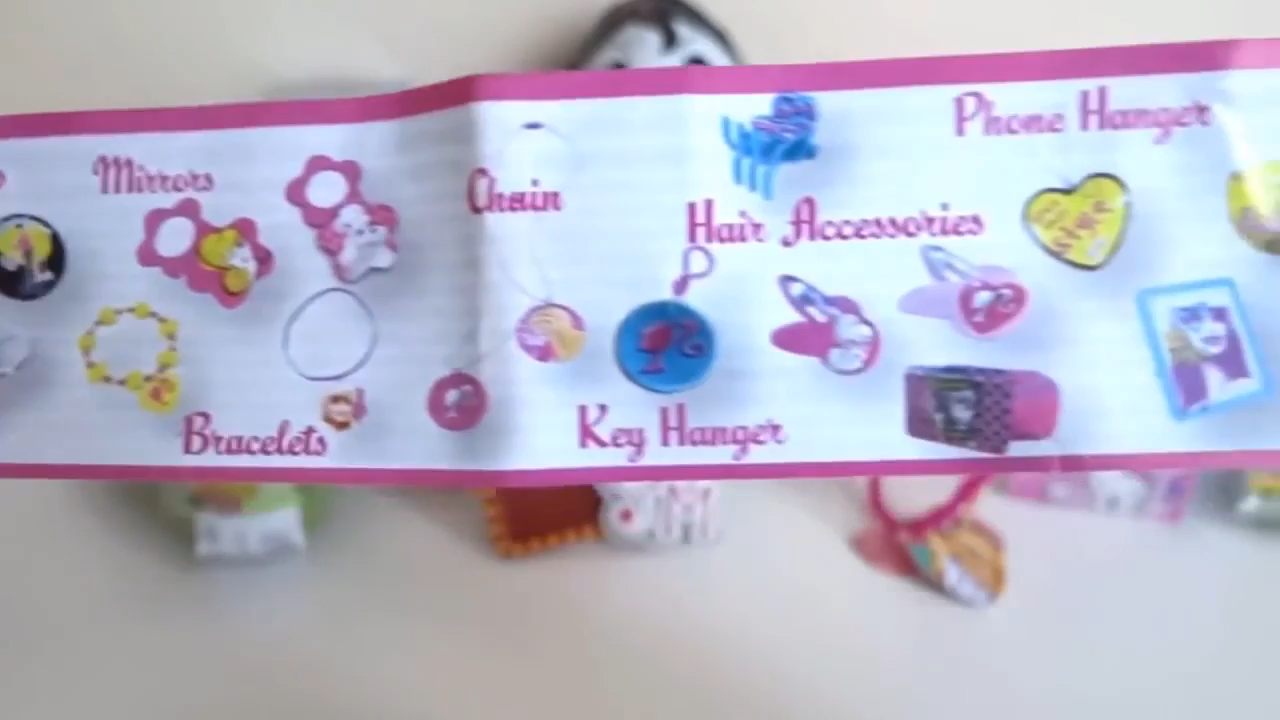 Mirrors
Chain
Hair Accessories
Phone Hanger
Bracelets
Key Hanger